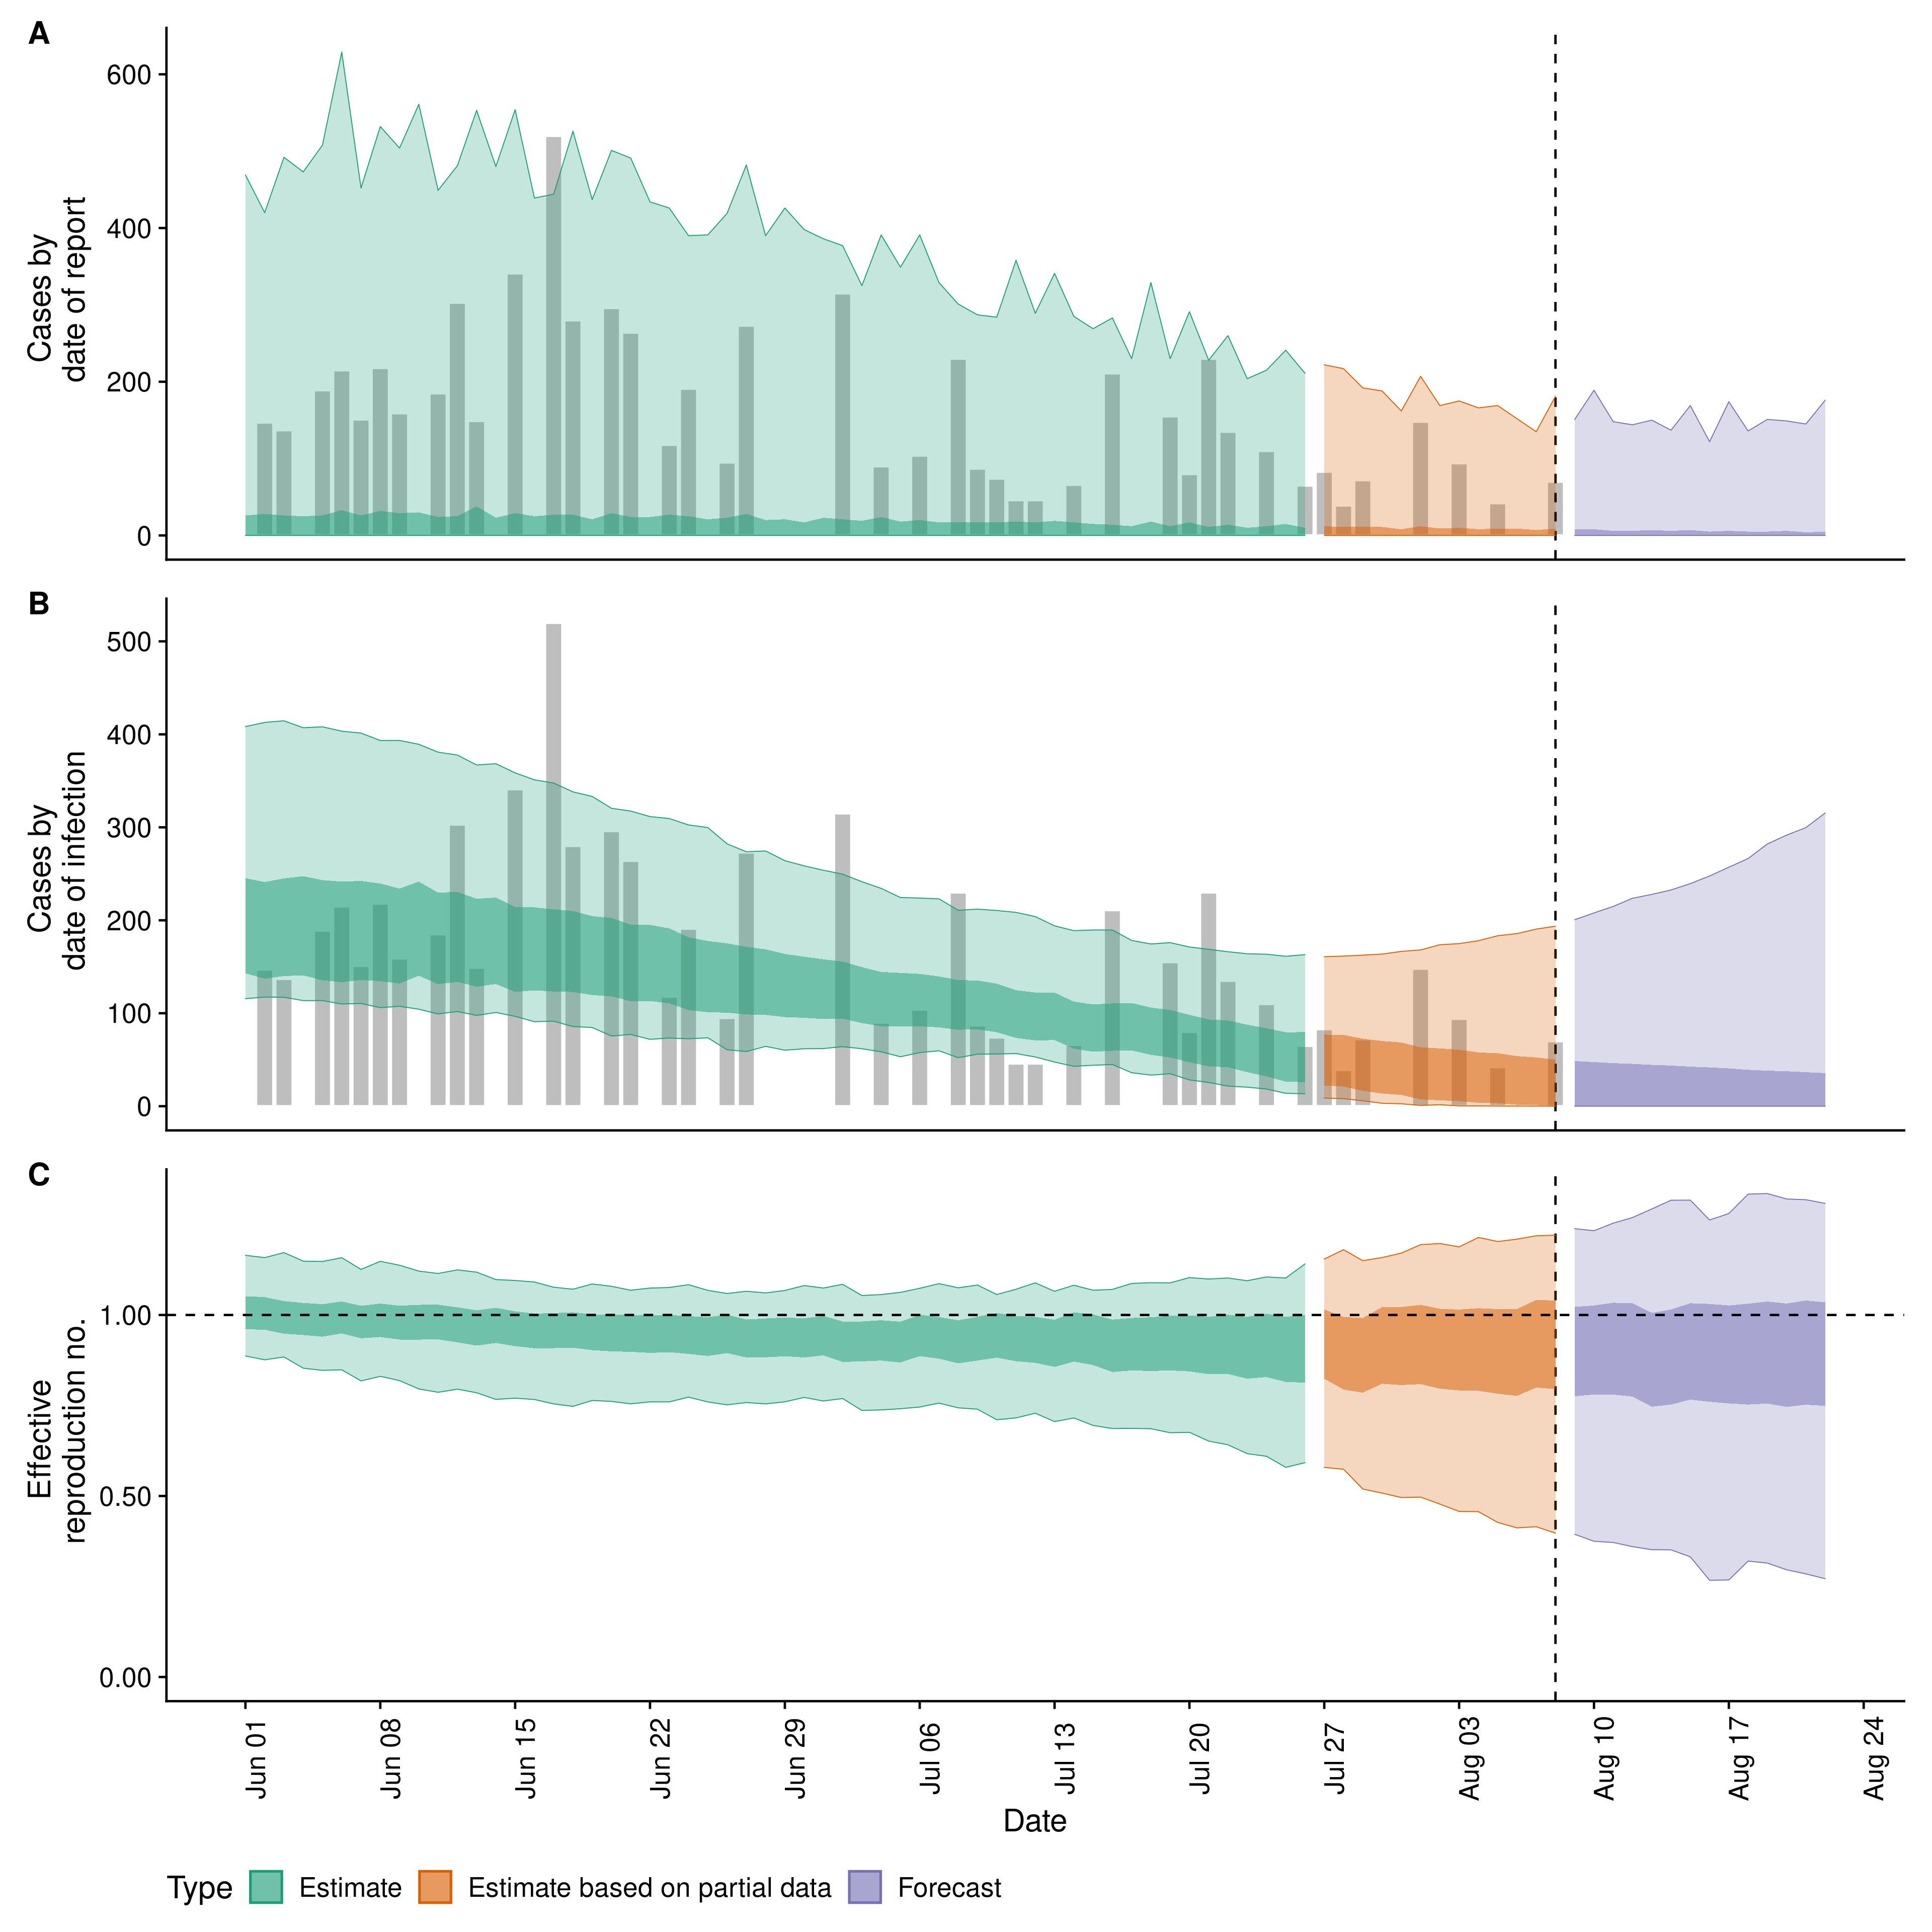 A
600
400
200
0
Cases by
date of report
B
500
400
300
200
100
0
Cases by
date of infection
C
1.00
0.50
0.00
Effective
reproduction no.
Jun 01
Jun 08
Jun 15
Jun 22
Jun 29
Jul 06
Jul 13
Jul 20
Jul 27
Aug 03
Aug 10
Aug 17
Aug 24
Date
Type Estimate Estimate based on partial data Forecast